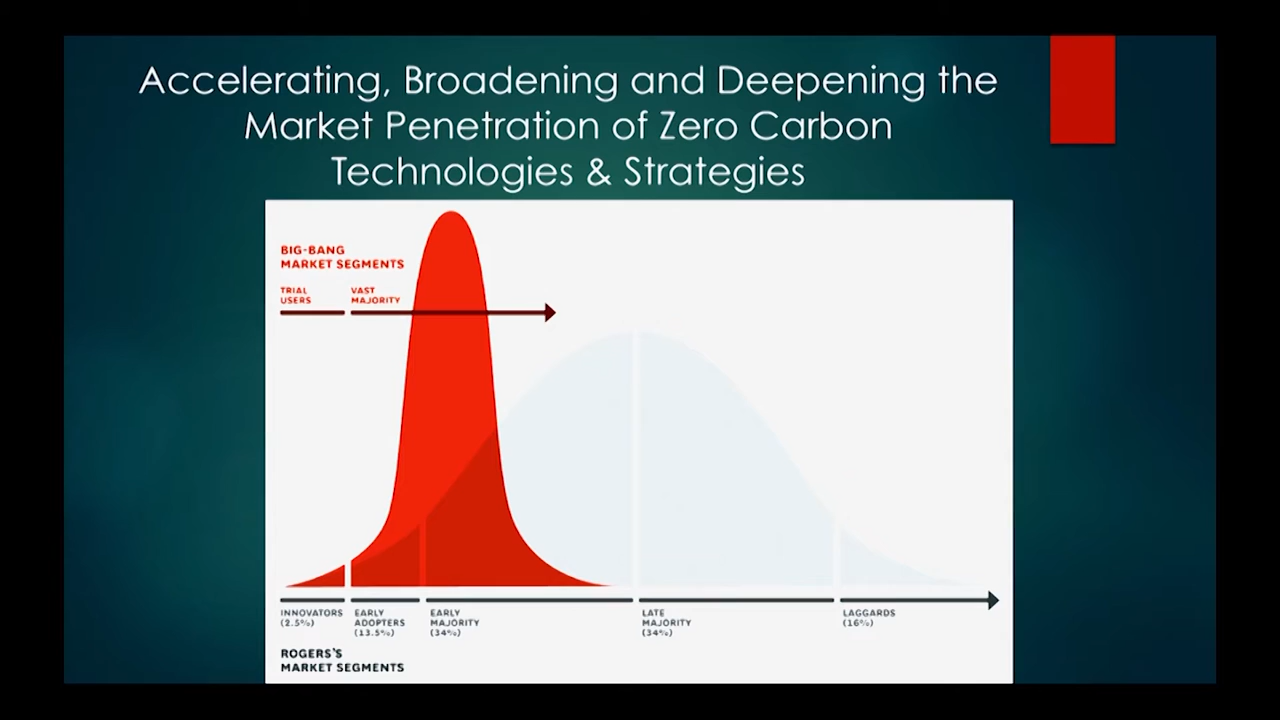 Accelerating, Broadening and Deepening the
Market Penetration of Zero Carbon
Technologies & Strategies
BIG-BANG
MARKET SEGMENTS
TRIAL
USERS
VAST
MAJORITY
INNOVATORS
(2.5%)
EARLY
ADOPTERS
(13.5%)
EARLY
MAJORITY
(34%)
LATE
MAJORITY
(34%)
LAGGARDS
(16%)
ROGERS'S
MARKET SEGMENTS